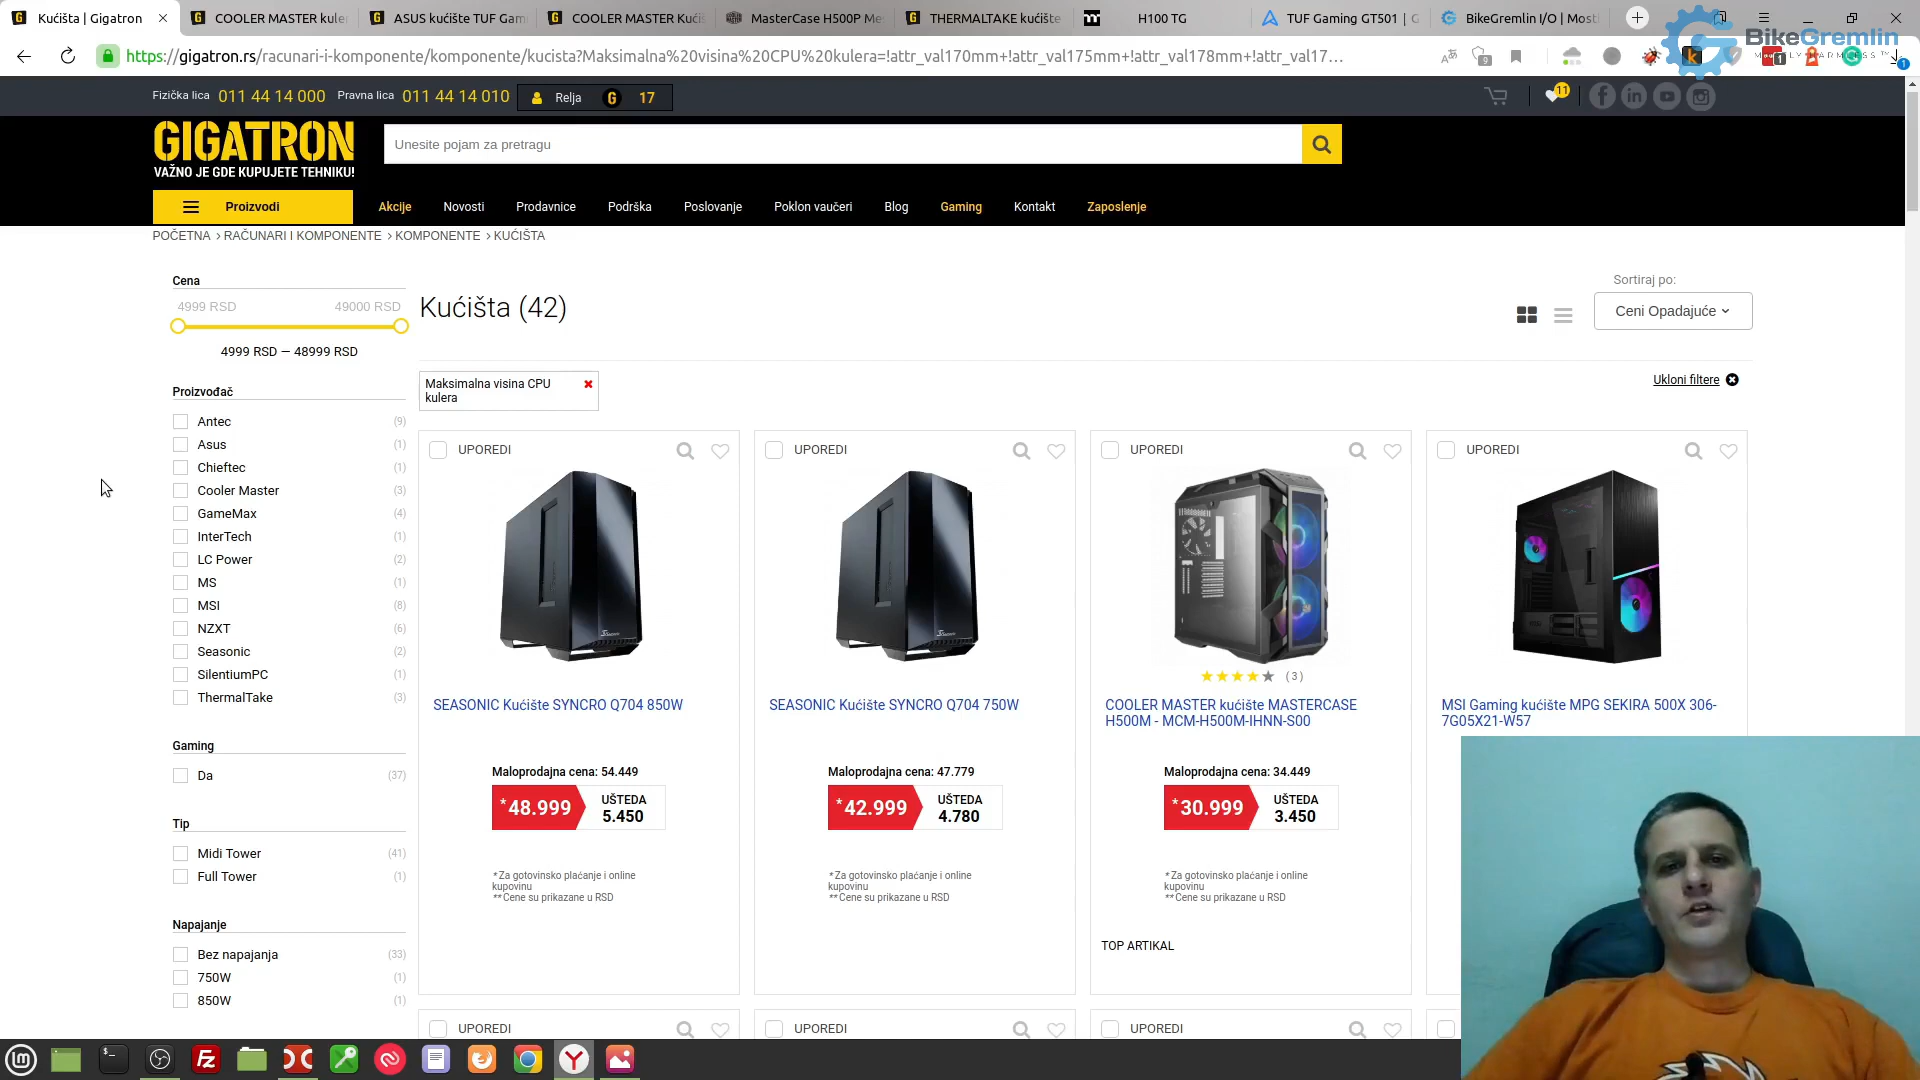 Kućišta | Gigatron
COOLER MASTER kuler
ASUS kućište TUF Gam
COOLER MASTER Kućiš
MasterCase H500P Me
THERMALTAKE kućište
H100 TG
TUF Gaming GT501 | G
BikeGremlin I/O | Most
BikeGremlin
https://gigatron.rs/racunari-i-komponente/komponente/kucista?Maksimalna%20visina%20CPU%20kulera=!attr_val170mm+!attr_val175mm+!attr_val178mm+!attr_val17...
Fizička lica 011 44 14 000 Pravna lica 011 44 14 010 Relja G 17
11
GIGATRON
VAŽNO JE GDE KUPUJETE TEHNIKU!
Unesite pojam za pretragu
Proizvodi
Akcije Novosti Prodavnice Podrška Poslovanje Poklon vaučeri Blog Gaming Kontakt Zaposlenje
POČETNA › RAČUNARI I KOMPONENTE › KOMPONENTE › KUĆIŠTA
Cena
4999 RSD 49000 RSD
4999 RSD — 48999 RSD
Proizvođač
Antec (9)
Asus (1)
Chieftec (1)
Cooler Master (3)
GameMax (4)
InterTech (1)
LC Power (2)
MS (1)
MSI (8)
NZXT (6)
Seasonic (2)
SilentiumPC (1)
ThermalTake (3)
Gaming
Da (37)
Tip
Midi Tower (41)
Full Tower (1)
Napajanje
Bez napajanja (33)
750W (1)
850W (1)
Kućišta (42)
Sortiraj po:
Ceni Opadajuće
Maksimalna visina CPU
kulera
Ukloni filtere
UPOREDI
SEASONIC Kućište SYNCRO Q704 850W
Maloprodajna cena: 54.449
*48.999
UŠTEDA
5.450
*Za gotovinsko plaćanje i online
kupovinu
**Cene su prikazane u RSD
UPOREDI
SEASONIC Kućište SYNCRO Q704 750W
Maloprodajna cena: 47.779
*42.999
UŠTEDA
4.780
*Za gotovinsko plaćanje i online
kupovinu
**Cene su prikazane u RSD
UPOREDI
(3)
COOLER MASTER kućište MASTERCASE
H500M - MCM-H500M-IHNN-S00
Maloprodajna cena: 34.449
*30.999
UŠTEDA
3.450
*Za gotovinsko plaćanje i online
kupovinu
**Cene su prikazane u RSD
TOP ARTIKAL
UPOREDI
MSI Gaming kućište MPG SEKIRA 500X 306-
7G05X21-W57
UPOREDI
UPOREDI
UPOREDI